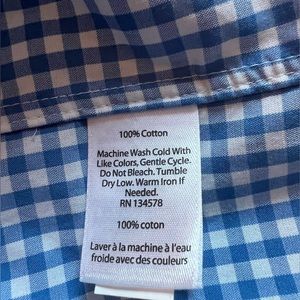 100% Cotton
Machine Wash Cold With
Like Colors, Gentle Cycle.
Do Not Bleach. Tumble
Dry Low. Warm Iron If
Needed.
RN 134578
100% coton
Laver à la machine à l'eau
froide avec des couleurs